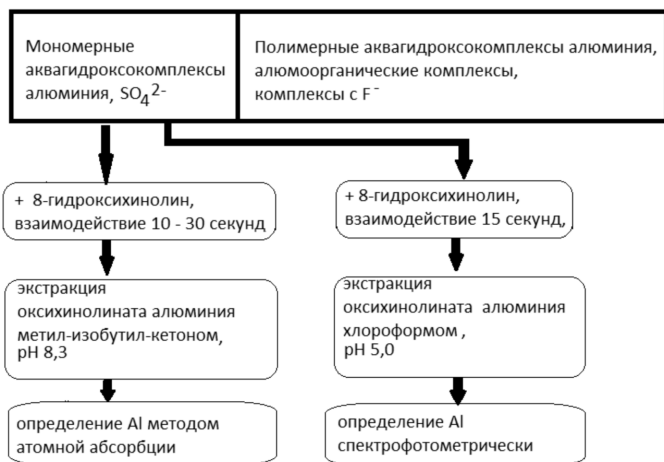 Мономерные
аквагидроксокомплексы
алюминия, SO₄²⁻
Полимерные аквагидроксокомплексы алюминия,
алюмоорганические комплексы,
комплексы с F⁻
+ 8-гидроксихинолин,
взаимодействие 10 - 30 секунд
+ 8-гидроксихинолин,
взаимодействие 15 секунд,
экстракция
оксихинолината алюминия
метил-изобутил-кетоном,
pH 8,3
экстракция
оксихинолината алюминия
хлороформом ,
pH 5,0
определение Al методом
атомной абсорбции
определение Al
спектрофотометрически